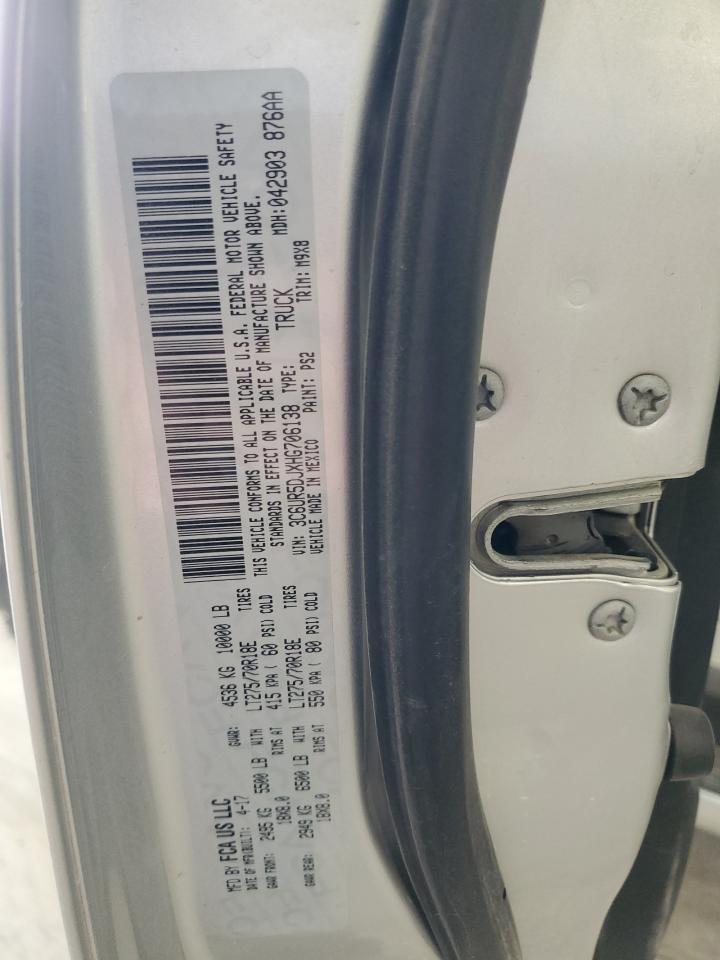 MFD BY FCA US LLC
DATE OF MFR(BUILT): 4-17 GVWR: 4536 KG 10000 LB
GAWR FRONT: 2495 KG 5500 LB WITH LT275/70R18E TIRES
18X8.0 RIMS AT 415 KPA ( 60 PSI) COLD
GAWR REAR: 2949 KG 6500 LB WITH LT275/70R18E TIRES
18X8.0 RIMS AT 550 KPA ( 80 PSI) COLD
THIS VEHICLE CONFORMS TO ALL APPLICABLE U.S.A. FEDERAL MOTOR VEHICLE SAFETY
STANDARDS IN EFFECT ON THE DATE OF MANUFACTURE SHOWN ABOVE.
MDH:042903 876AA
VIN: 3C6UR5DJXHG706138 TYPE: TRUCK
VEHICLE MADE IN MEXICO PAINT: PS2 TRIM: M9X8